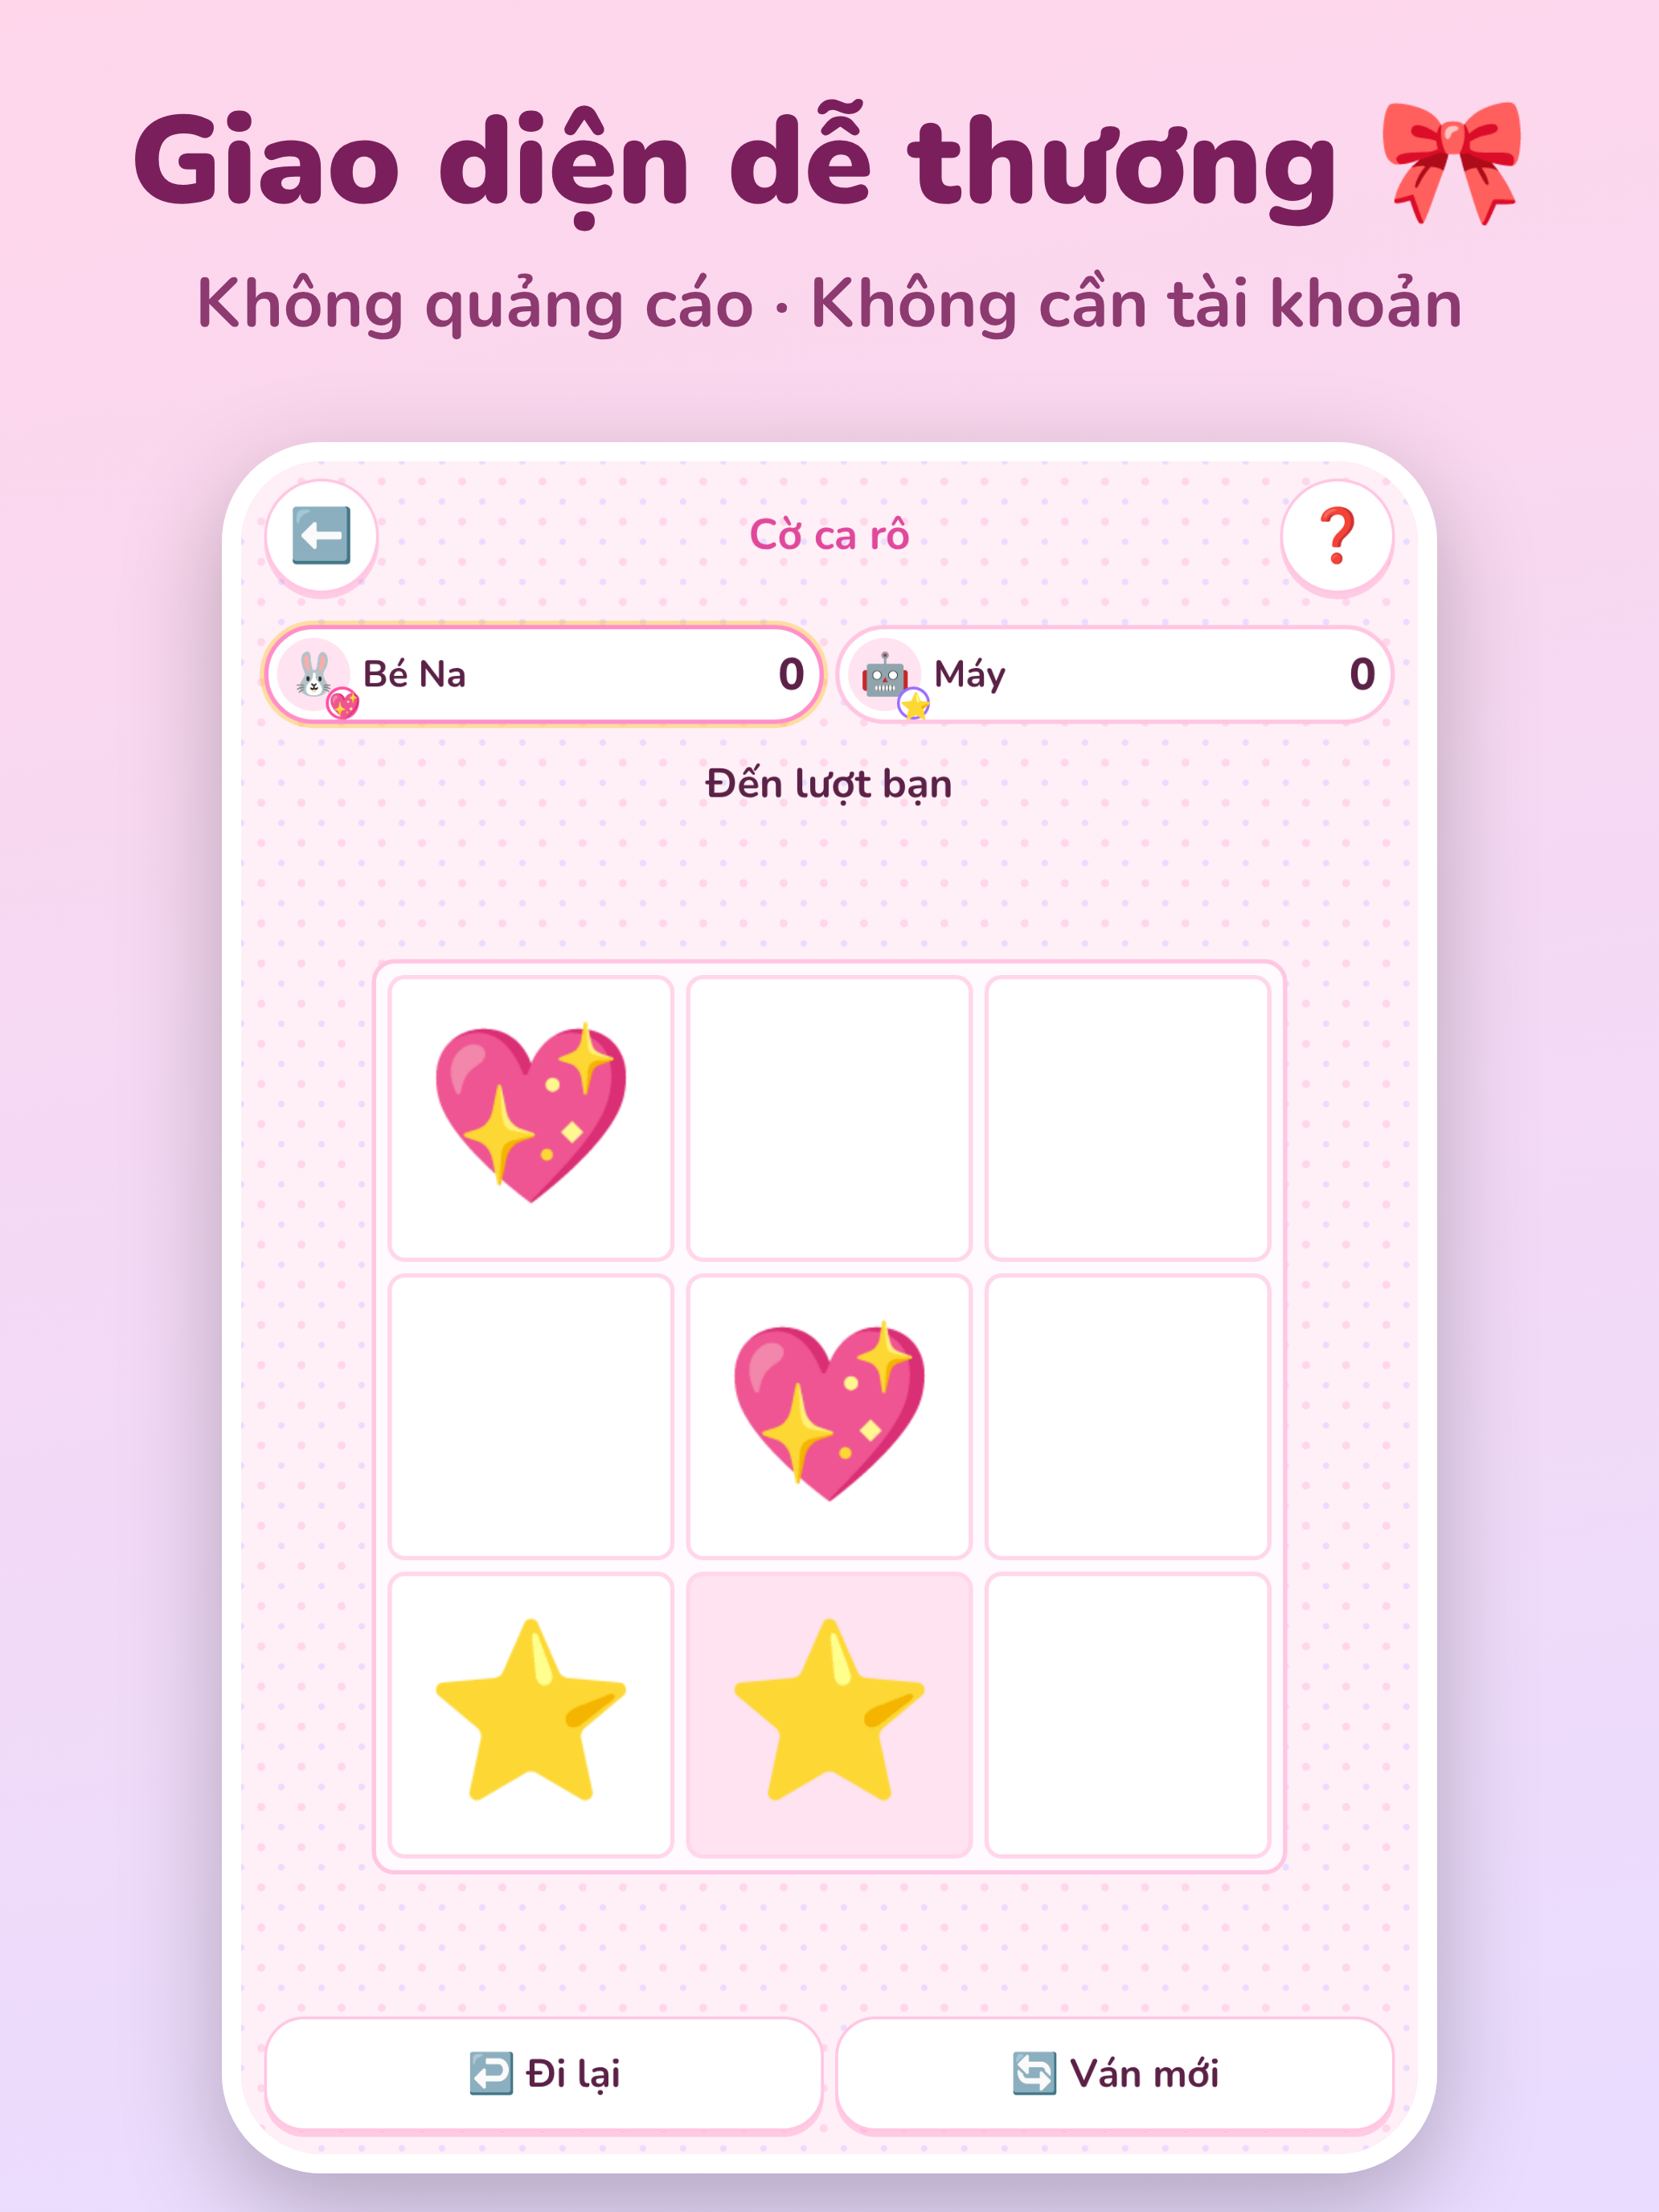 Giao diện dễ thương
Không quảng cáo · Không cần tài khoản
Cờ ca rô
Bé Na 0
Máy 0
Đến lượt bạn
Đi lại
Ván mới